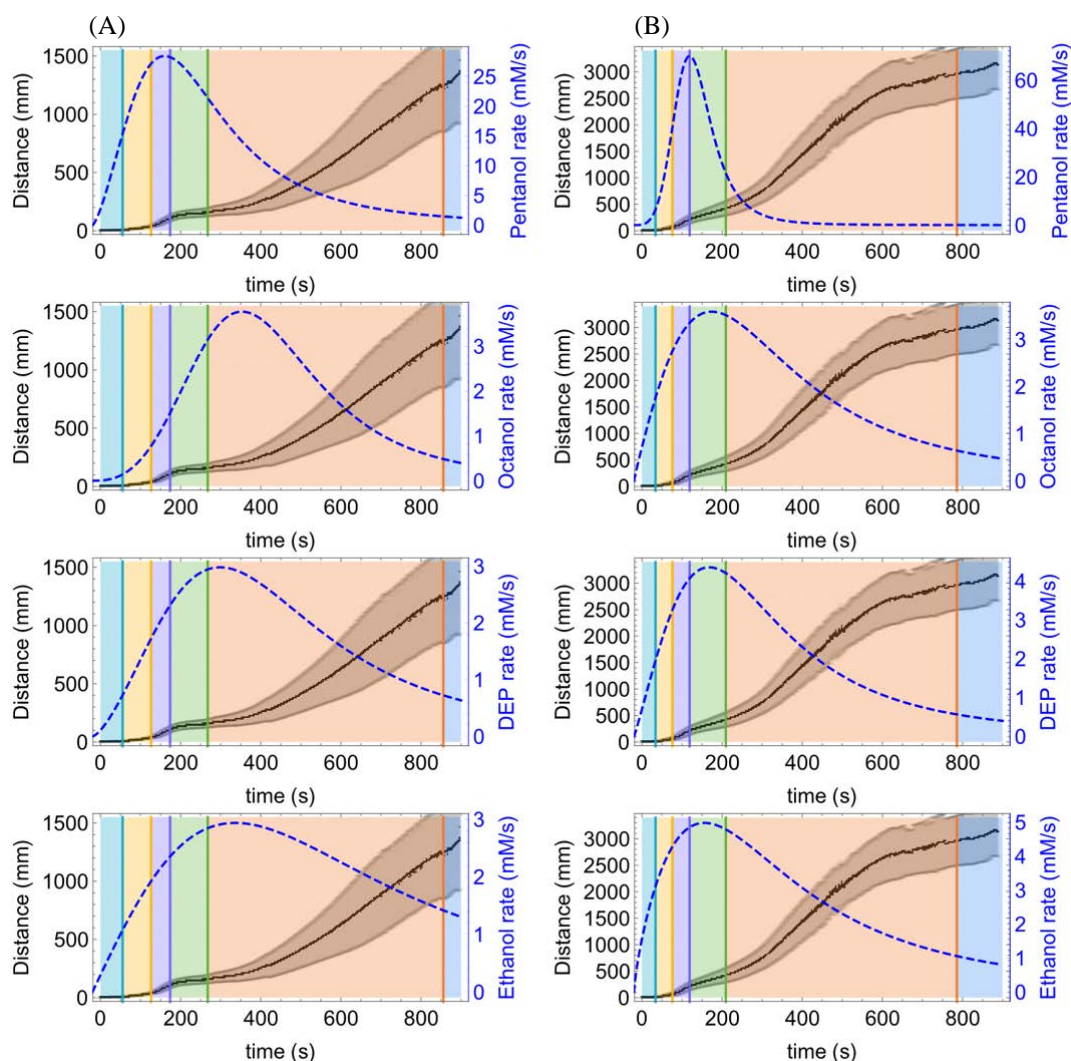 (A)
(B)
1500
1000
500
0
Distance (mm)
25
20
15
10
5
0
Pentanol rate (mM/s)
0 200 400 600 800
time (s)
3000
2500
2000
1500
1000
500
0
Distance (mm)
60
40
20
0
Pentanol rate (mM/s)
0 200 400 600 800
time (s)
1500
1000
500
0
Distance (mm)
3
2
1
0
Octanol rate (mM/s)
0 200 400 600 800
time (s)
3000
2500
2000
1500
1000
500
0
Distance (mm)
3
2
1
0
Octanol rate (mM/s)
0 200 400 600 800
time (s)
1500
1000
500
0
Distance (mm)
3
2
1
0
DEP rate (mM/s)
0 200 400 600 800
time (s)
3000
2500
2000
1500
1000
500
0
Distance (mm)
4
3
2
1
0
DEP rate (mM/s)
0 200 400 600 800
time (s)
1500
1000
500
0
Distance (mm)
3
2
1
0
Ethanol rate (mM/s)
0 200 400 600 800
time (s)
3000
2500
2000
1500
1000
500
0
Distance (mm)
5
4
3
2
1
0
Ethanol rate (mM/s)
0 200 400 600 800
time (s)